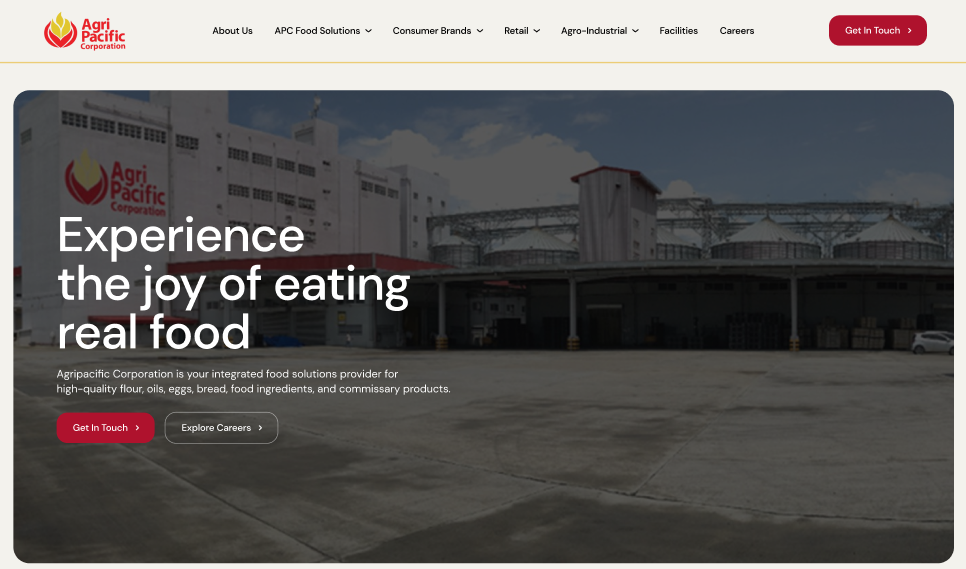 Agri
Pacific
Corporation
About Us
APC Food Solutions
Consumer Brands
Retail
Agro-Industrial
Facilities
Careers
Get In Touch
Agri
Pacific
Corporation
Experience
the joy of eating
real food
Agripacific Corporation is your integrated food solutions provider for
high-quality flour, oils, eggs, bread, food ingredients, and commissary products.
Get In Touch
Explore Careers